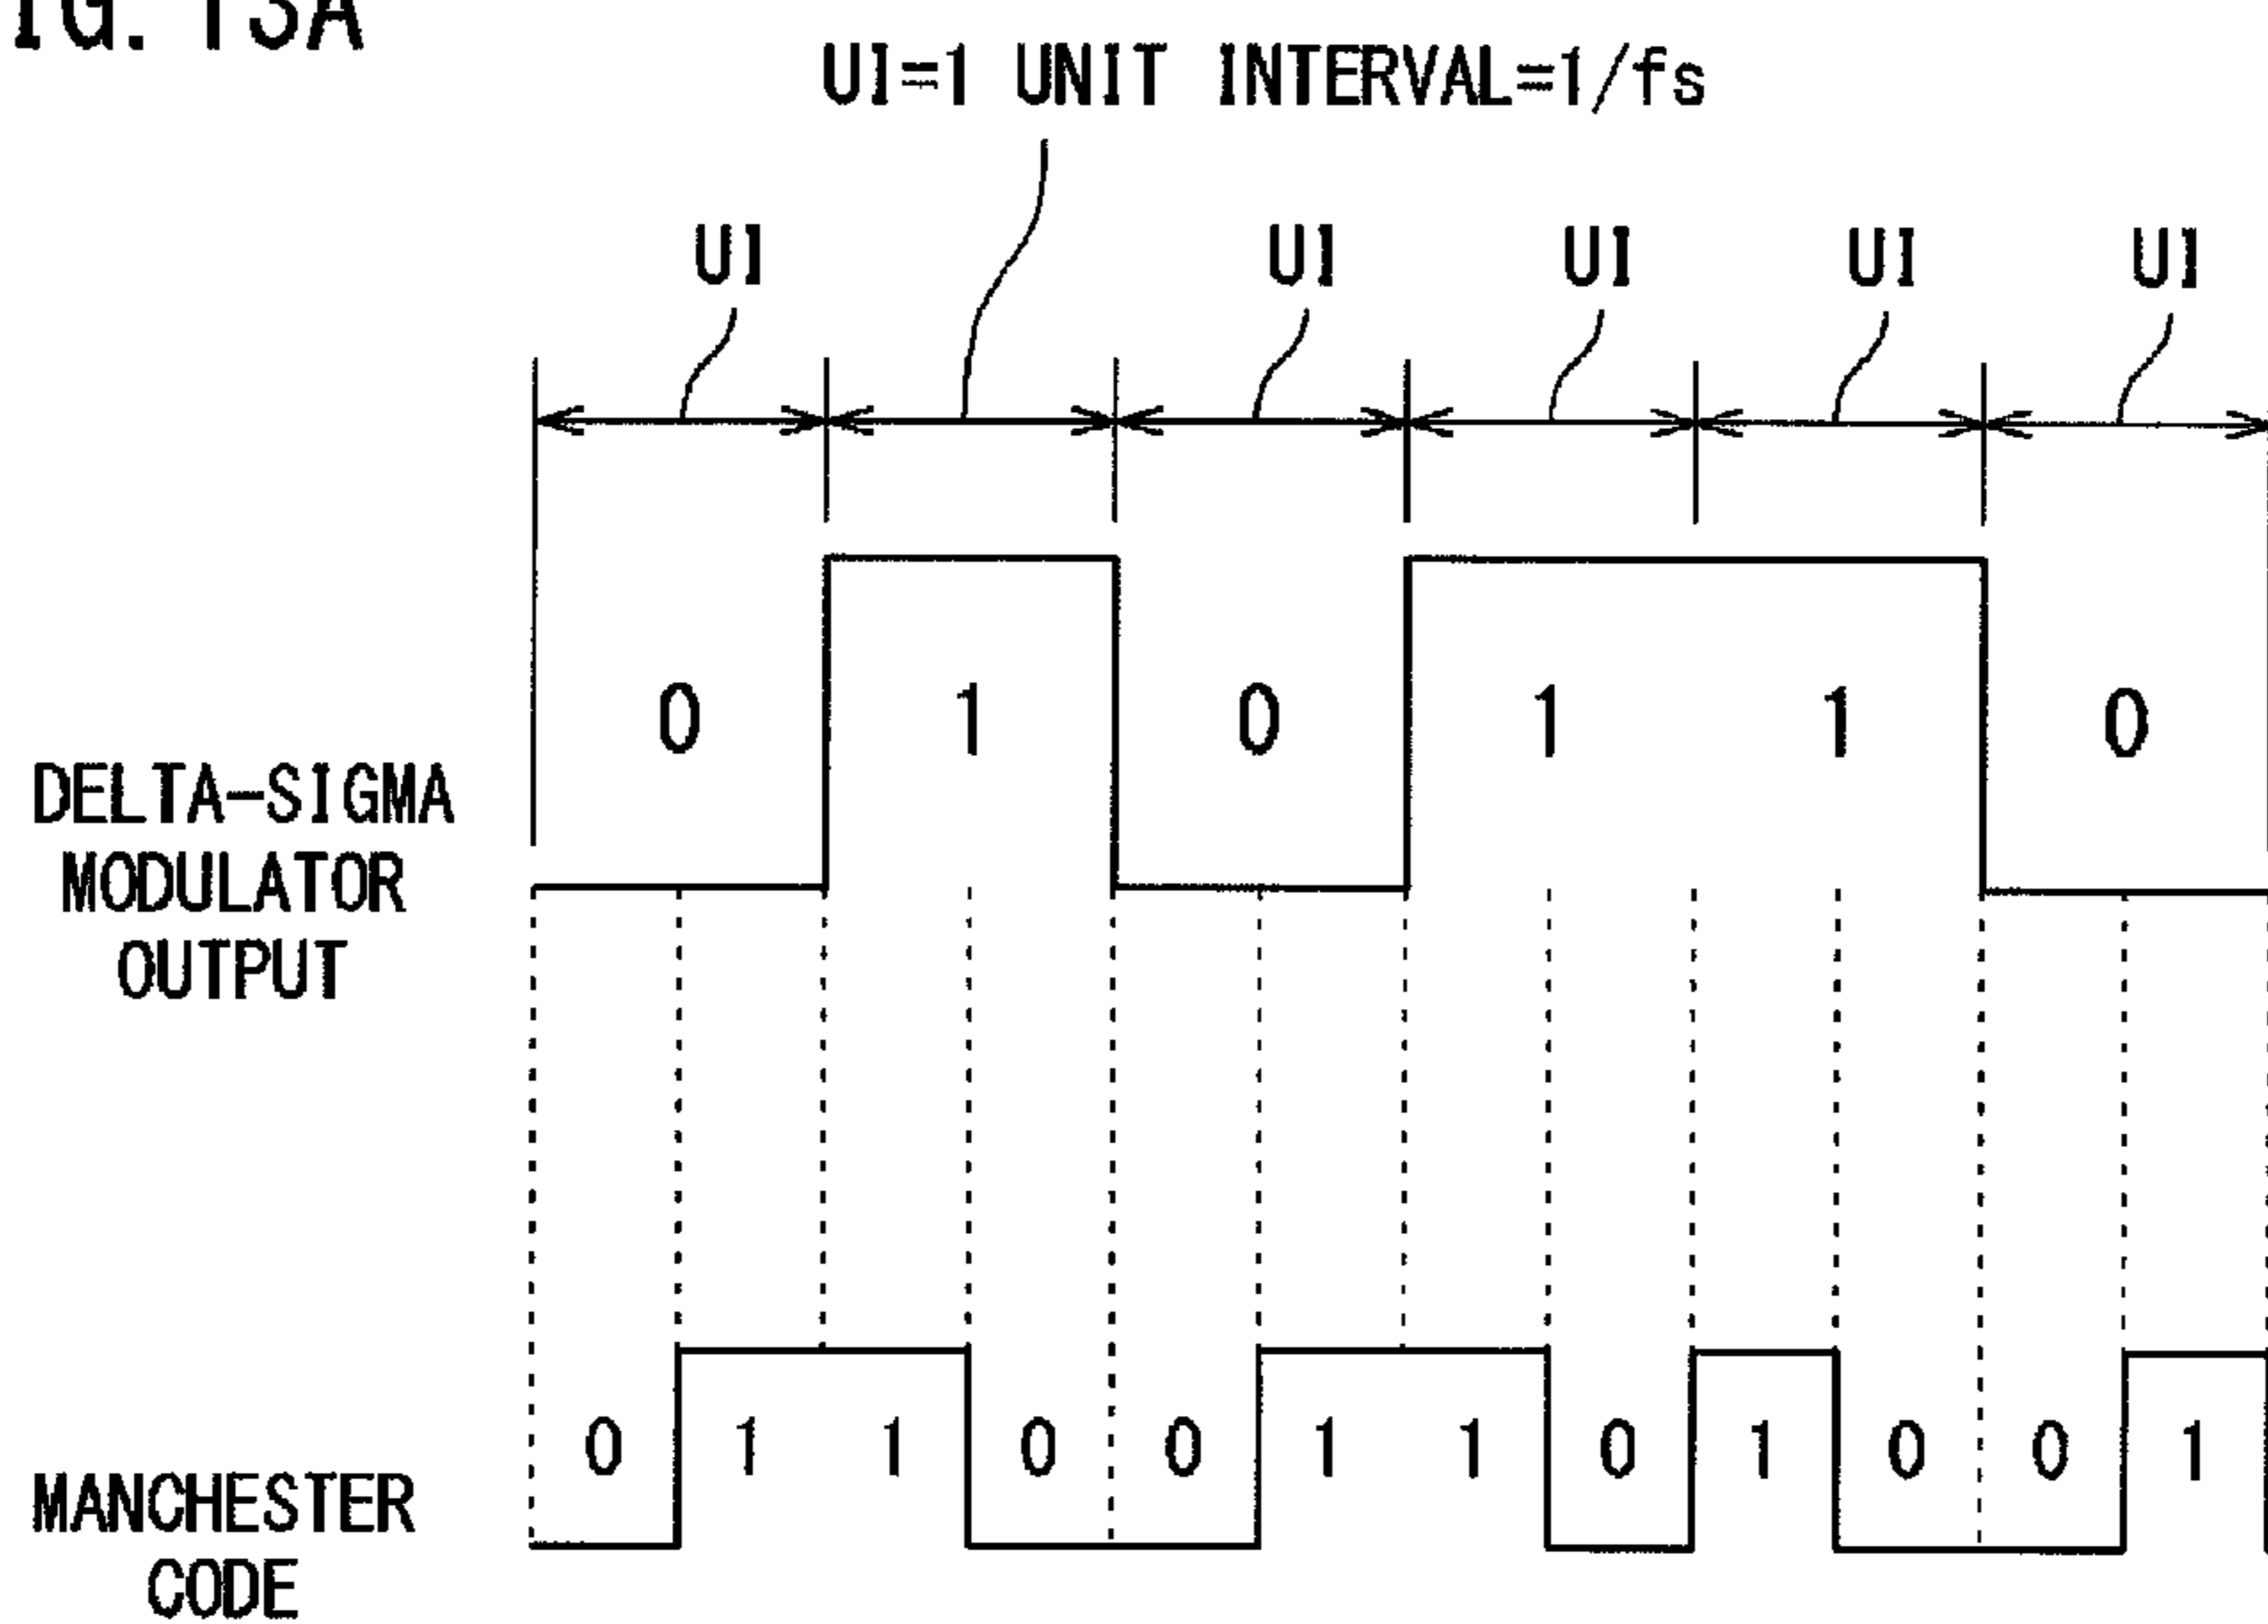 IG. 13A
UI=1 UNIT INTERVAL=1/fs
UI UI UI UI UI
0 1 0 1 1 0
DELTA-SIGMA
MODULATOR
OUTPUT
0 1 1 0 0 1 1 0 1 0 0 1
MANCHESTER
CODE